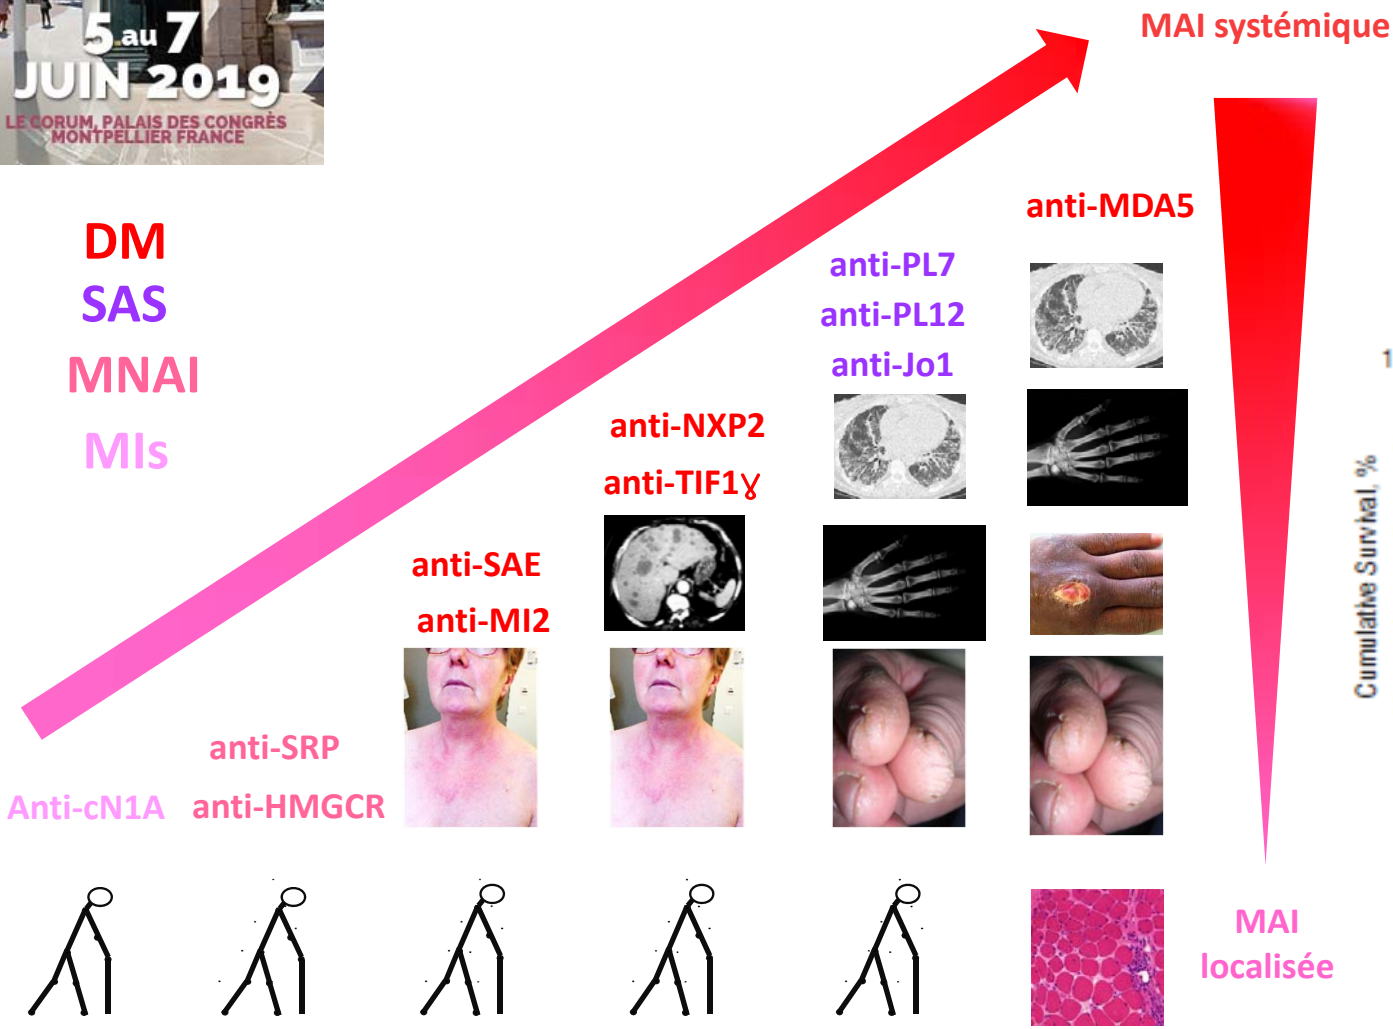 5 au 7
JUIN 2019
LE CORUM, PALAIS DES CONGRÈS
MONTPELLIER FRANCE
MAI systémique
DM
SAS
MNAI
MIs
anti-MDA5
anti-PL7
anti-PL12
anti-Jo1
anti-NXP2
anti-TIF1ɣ
anti-SAE
anti-MI2
anti-SRP
anti-HMGCR
Anti-cN1A
1
Cumulative Survival, %
MAI
localisée